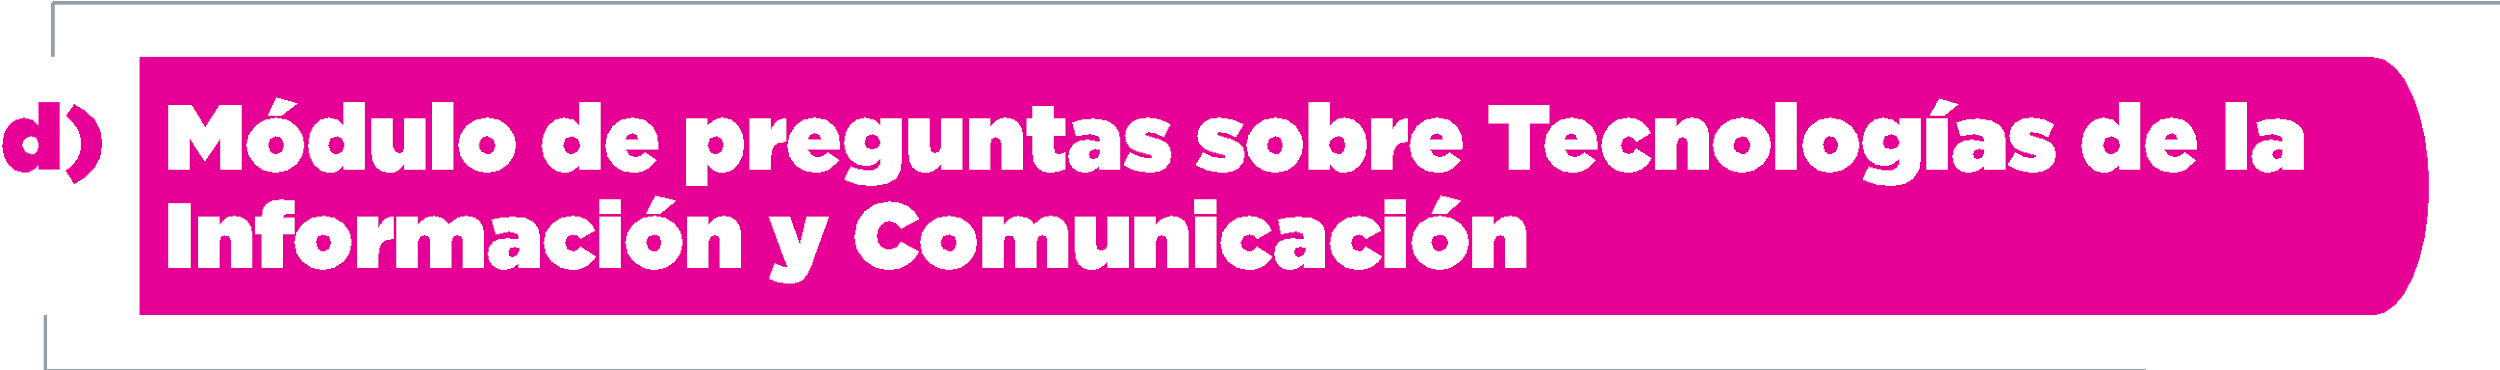 d) Módulo de preguntas sobre Tecnologías de la
Información y Comunicación